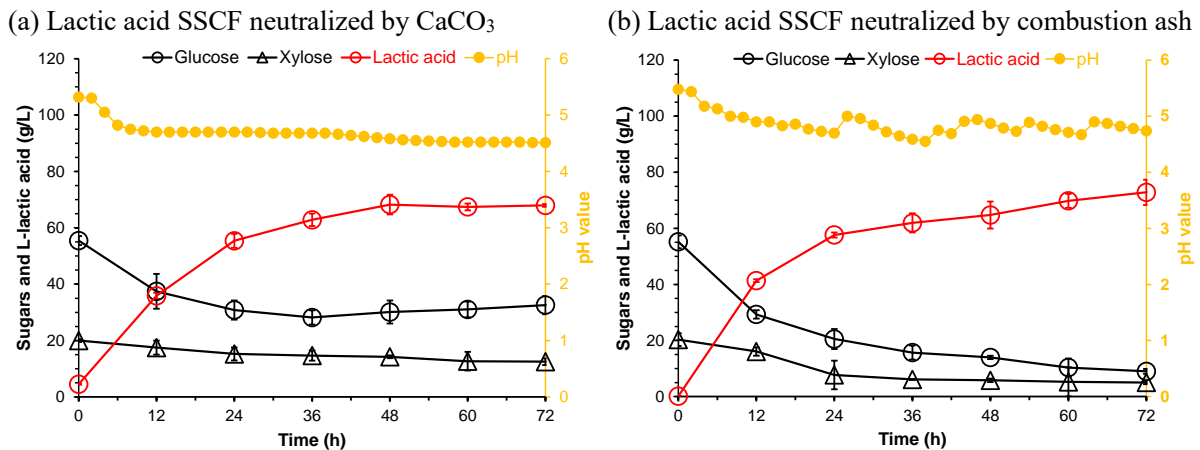 (a) Lactic acid SSCF neutralized by CaCO₃
Glucose Xylose Lactic acid pH
120
100
80
60
40
20
0
Sugars and L-lactic acid (g/L)
6
5
4
3
2
1
0
pH value
0 12 24 36 48 60 72
Time (h)
(b) Lactic acid SSCF neutralized by combustion ash
Glucose Xylose Lactic acid pH
120
100
80
60
40
20
0
Sugars and L-lactic acid (g/L)
6
5
4
3
2
1
0
pH value
0 12 24 36 48 60 72
Time (h)